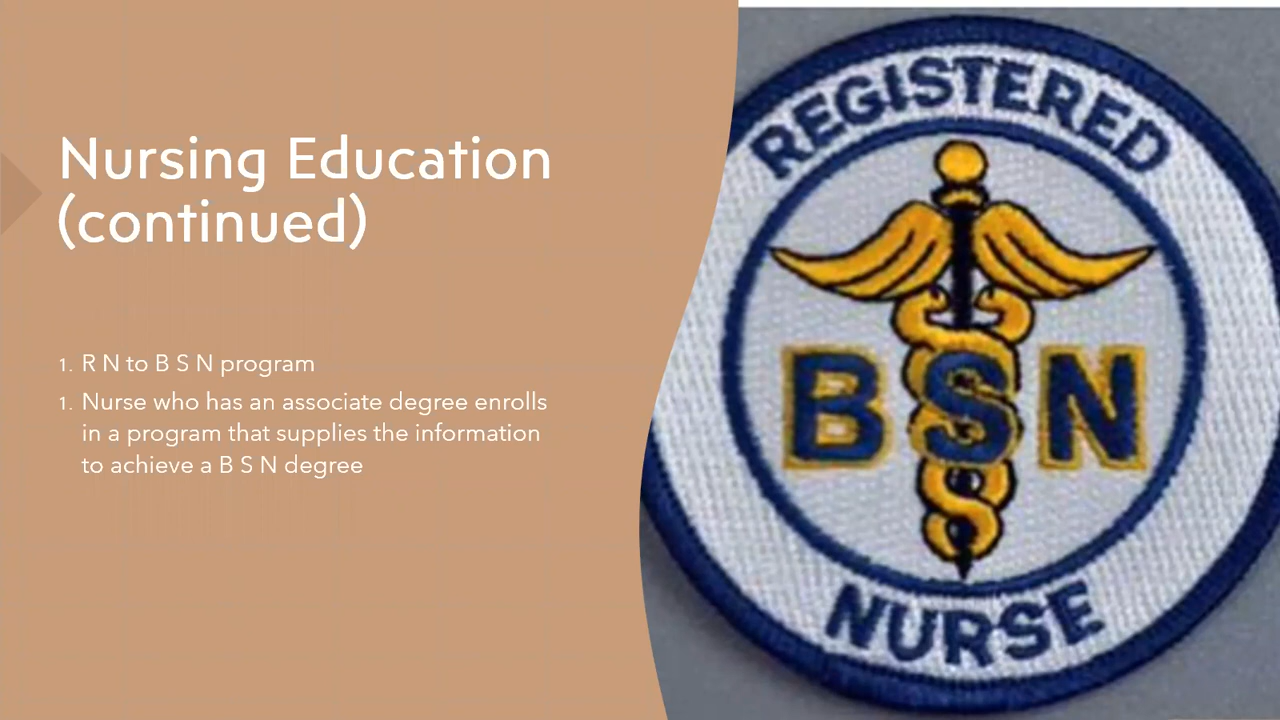 Nursing Education
(continued)
1. R N to B S N program
1. Nurse who has an associate degree enrolls
in a program that supplies the information
to achieve a B S N degree
REGISTERED
BSN
NURSE